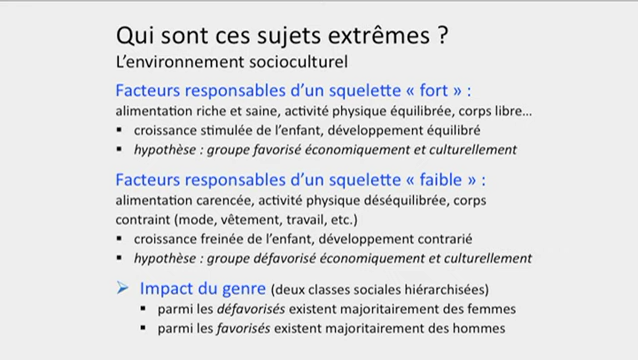 Qui sont ces sujets extrêmes ?
L’environnement socioculturel
Facteurs responsables d’un squelette « fort » :
alimentation riche et saine, activité physique équilibrée, corps libre…
▪ croissance stimulée de l’enfant, développement équilibré
▪ hypothèse : groupe favorisé économiquement et culturellement
Facteurs responsables d’un squelette « faible » :
alimentation carencée, activité physique déséquilibrée, corps
contraint (mode, vêtement, travail, etc.)
▪ croissance freinée de l’enfant, développement contrarié
▪ hypothèse : groupe défavorisé économiquement et culturellement
➢ Impact du genre (deux classes sociales hiérarchisées)
▪ parmi les défavorisés existent majoritairement des femmes
▪ parmi les favorisés existent majoritairement des hommes